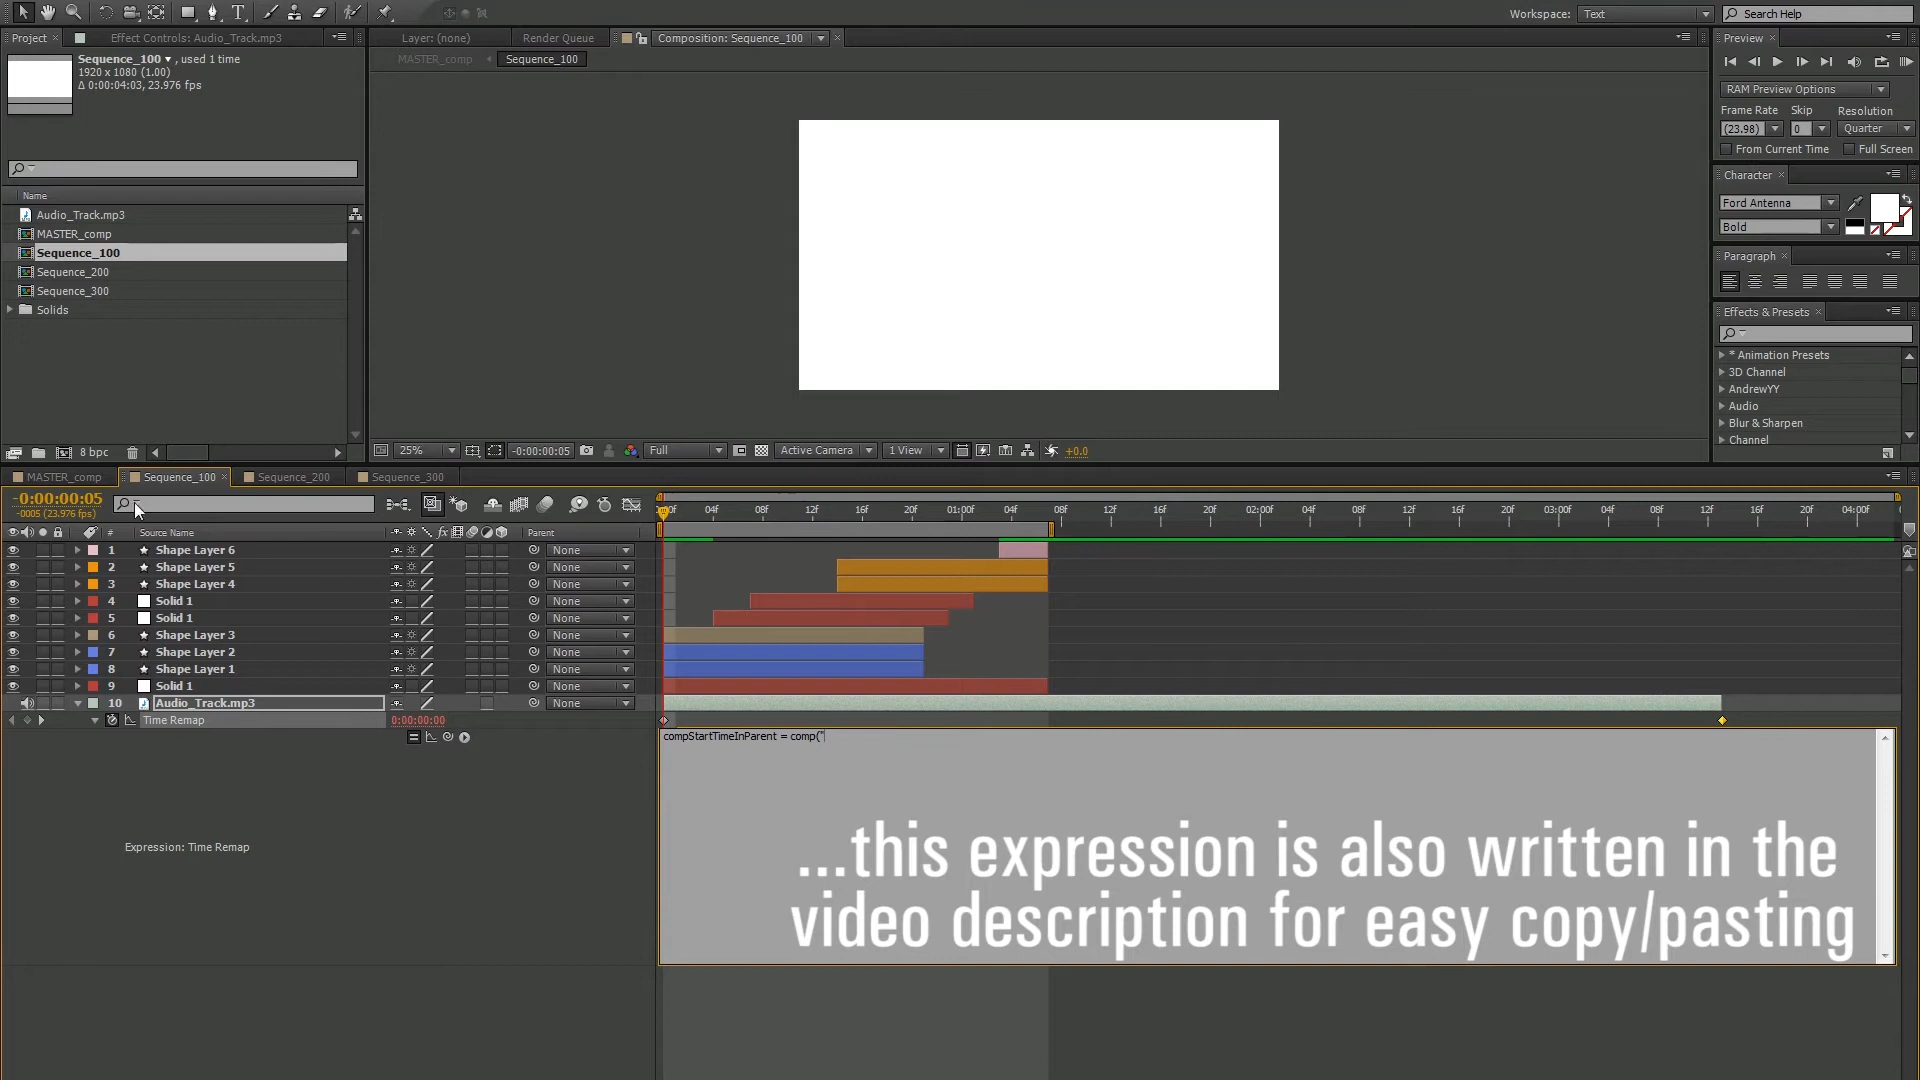 Workspace: Text Search Help
Project Effect Controls: Audio_Track.mp3
Layer: (none) Render Queue Composition: Sequence_100
Preview
MASTER_comp Sequence_100
Sequence_100 , used 1 time
1920 x 1080 (1.00)
Δ 0:00:04:03, 23.976 fps
RAM Preview Options
Frame Rate Skip Resolution
(23.98) 0 Quarter
From Current Time Full Screen
Character
Ford Antenna
Bold
Paragraph
Effects & Presets
* Animation Presets
3D Channel
AndrewYY
Audio
Blur & Sharpen
Channel
Name
Audio_Track.mp3
MASTER_comp
Sequence_100
Sequence_200
Sequence_300
Solids
8 bpc
25% -0:00:00:05 Full Active Camera 1 View +0.0
MASTER_comp Sequence_100 Sequence_200 Sequence_300
-0:00:00:05
-0005 (23.976 fps)
04f 08f 12f 16f 20f 01:00f 04f 08f 12f 16f 20f 02:00f 04f 08f 12f 16f 20f 03:00f 04f 08f 12f 16f 20f 04:00f
# Source Name Parent
1 Shape Layer 6 None
2 Shape Layer 5 None
3 Shape Layer 4 None
4 Solid 1 None
5 Solid 1 None
6 Shape Layer 3 None
7 Shape Layer 2 None
8 Shape Layer 1 None
9 Solid 1 None
10 Audio_Track.mp3 None
Time Remap 0:00:00:00
compStartTimeInParent = comp("
Expression: Time Remap
...this expression is also written in the
video description for easy copy/pasting